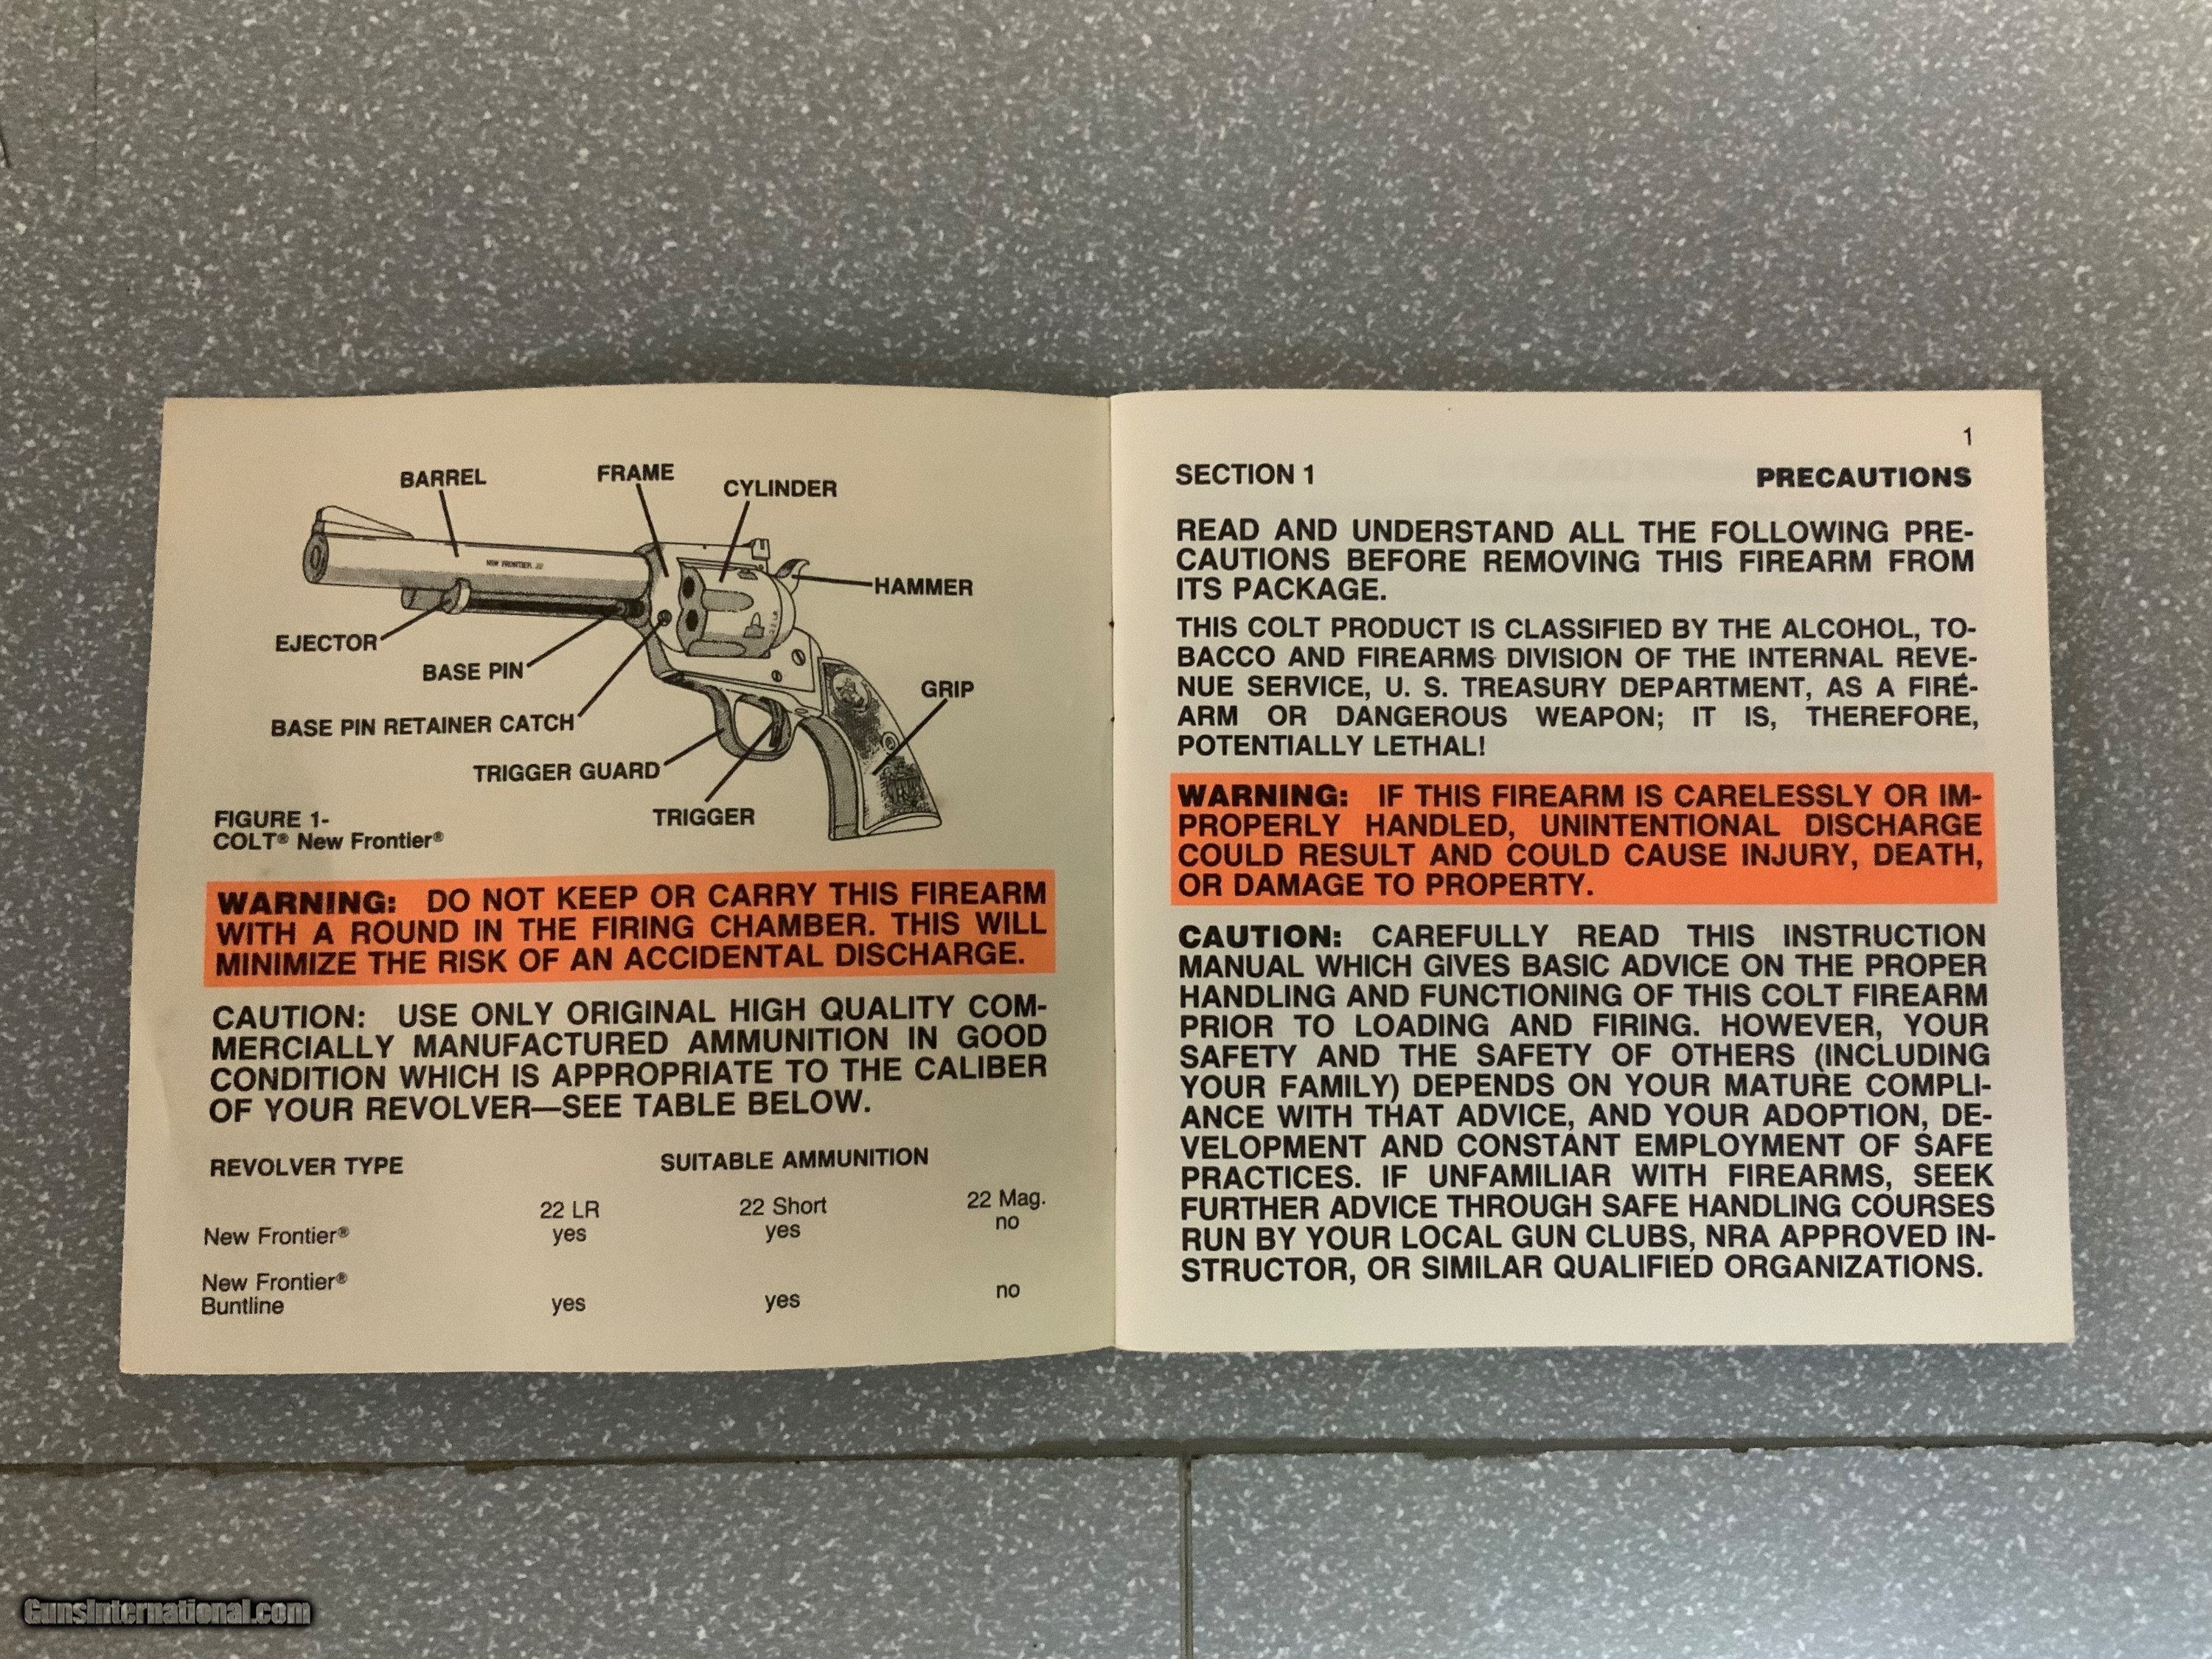 BARREL
FRAME
CYLINDER
HAMMER
NEW FRONTIER .22
EJECTOR
BASE PIN
GRIP
BASE PIN RETAINER CATCH
TRIGGER GUARD
TRIGGER
FIGURE 1-
COLT® New Frontier®
WARNING: DO NOT KEEP OR CARRY THIS FIREARM
WITH A ROUND IN THE FIRING CHAMBER. THIS WILL
MINIMIZE THE RISK OF AN ACCIDENTAL DISCHARGE.
CAUTION: USE ONLY ORIGINAL HIGH QUALITY COM-
MERCIALLY MANUFACTURED AMMUNITION IN GOOD
CONDITION WHICH IS APPROPRIATE TO THE CALIBER
OF YOUR REVOLVER—SEE TABLE BELOW.
REVOLVER TYPE SUITABLE AMMUNITION
22 LR 22 Short 22 Mag.
New Frontier® yes yes no
New Frontier®
Buntline yes yes no
1
SECTION 1 PRECAUTIONS
READ AND UNDERSTAND ALL THE FOLLOWING PRE-
CAUTIONS BEFORE REMOVING THIS FIREARM FROM
ITS PACKAGE.
THIS COLT PRODUCT IS CLASSIFIED BY THE ALCOHOL, TO-
BACCO AND FIREARMS DIVISION OF THE INTERNAL REVE-
NUE SERVICE, U. S. TREASURY DEPARTMENT, AS A FIRE-
ARM OR DANGEROUS WEAPON; IT IS, THEREFORE,
POTENTIALLY LETHAL!
WARNING: IF THIS FIREARM IS CARELESSLY OR IM-
PROPERLY HANDLED, UNINTENTIONAL DISCHARGE
COULD RESULT AND COULD CAUSE INJURY, DEATH,
OR DAMAGE TO PROPERTY.
CAUTION: CAREFULLY READ THIS INSTRUCTION
MANUAL WHICH GIVES BASIC ADVICE ON THE PROPER
HANDLING AND FUNCTIONING OF THIS COLT FIREARM
PRIOR TO LOADING AND FIRING. HOWEVER, YOUR
SAFETY AND THE SAFETY OF OTHERS (INCLUDING
YOUR FAMILY) DEPENDS ON YOUR MATURE COMPLI-
ANCE WITH THAT ADVICE, AND YOUR ADOPTION, DE-
VELOPMENT AND CONSTANT EMPLOYMENT OF SAFE
PRACTICES. IF UNFAMILIAR WITH FIREARMS, SEEK
FURTHER ADVICE THROUGH SAFE HANDLING COURSES
RUN BY YOUR LOCAL GUN CLUBS, NRA APPROVED IN-
STRUCTOR, OR SIMILAR QUALIFIED ORGANIZATIONS.
GunsInternational.com